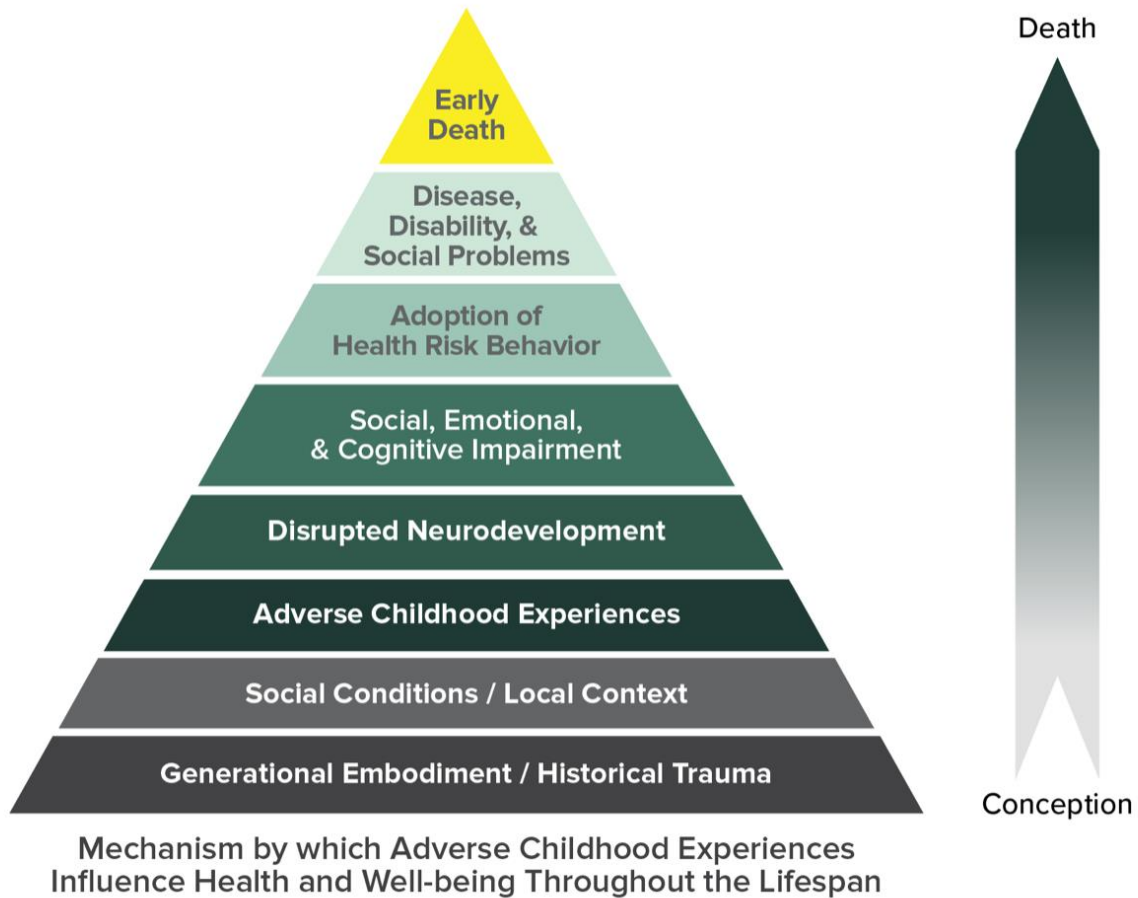 Death
Early
Death
Disease,
Disability, &
Social Problems
Adoption of
Health Risk Behavior
Social, Emotional,
& Cognitive Impairment
Disrupted Neurodevelopment
Adverse Childhood Experiences
Social Conditions / Local Context
Generational Embodiment / Historical Trauma
Conception
Mechanism by which Adverse Childhood Experiences
Influence Health and Well-being Throughout the Lifespan